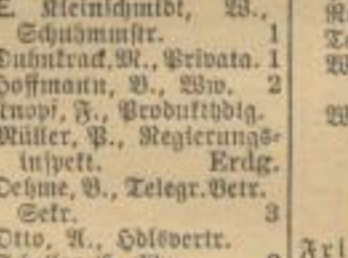 E. Kleinschmidt, W.,
Schuhmmstr. 1
Duhnkrack, M., Privata. 1
Hoffmann, B., Ww. 2
Knopf, F., Produkthdlg.
Müller, P., Regierungs-
inspekt. Erdg.
Oehme, B., Telegr. Betr.
Sekr. 3
Otto, A., Hdlsvertr.
Fri